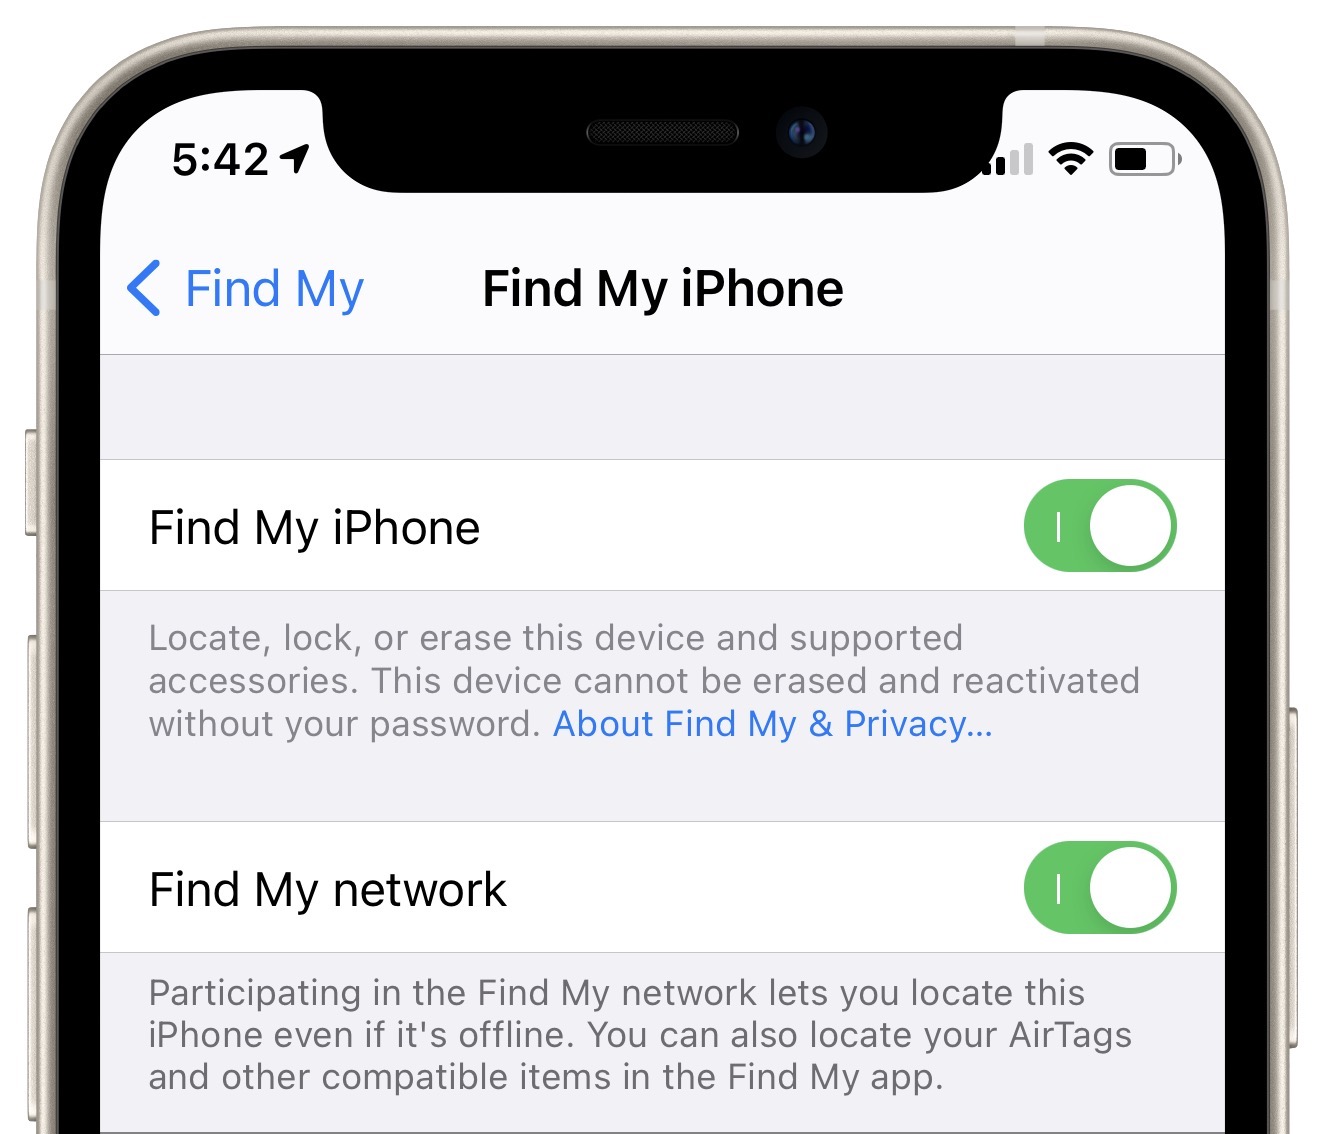 5:42
Find My
Find My iPhone
Find My iPhone
Locate, lock, or erase this device and supported
accessories. This device cannot be erased and reactivated
without your password. About Find My & Privacy...
Find My network
Participating in the Find My network lets you locate this
iPhone even if it's offline. You can also locate your AirTags
and other compatible items in the Find My app.